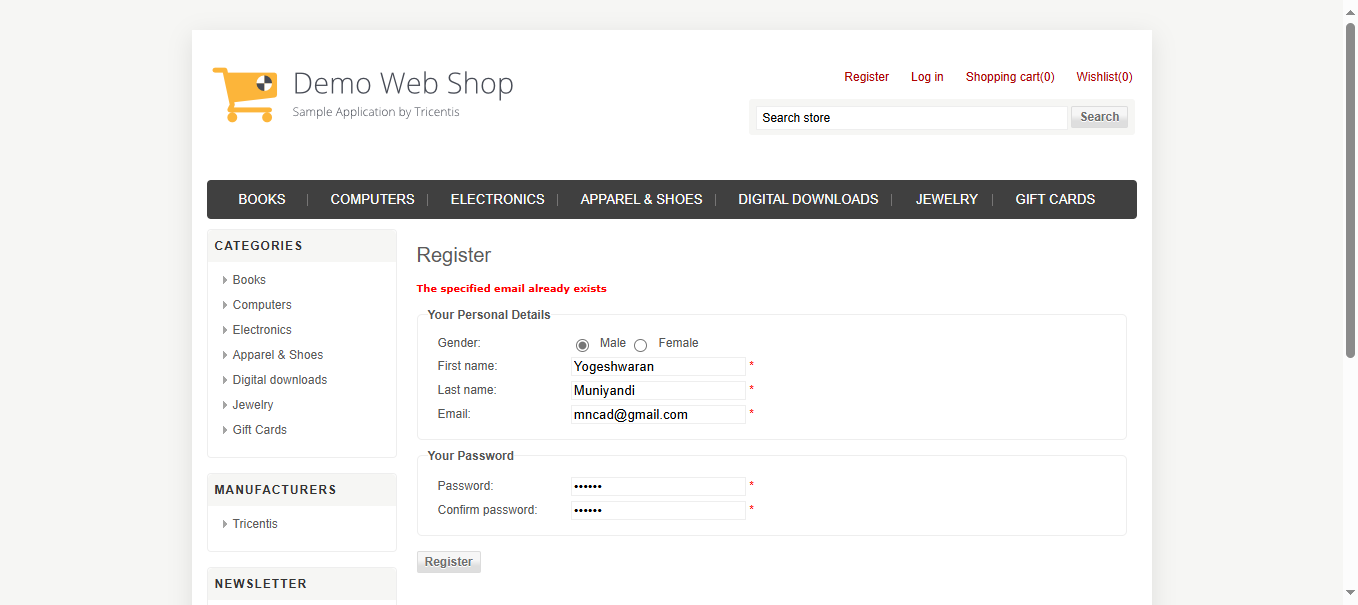 Demo Web Shop
Sample Application by Tricentis
Register Log in Shopping cart(0) Wishlist(0)
Search store Search
BOOKS COMPUTERS ELECTRONICS APPAREL & SHOES DIGITAL DOWNLOADS JEWELRY GIFT CARDS
CATEGORIES
Books
Computers
Electronics
Apparel & Shoes
Digital downloads
Jewelry
Gift Cards
MANUFACTURERS
Tricentis
NEWSLETTER
Register
The specified email already exists
Your Personal Details
Gender: Male Female
First name: Yogeshwaran *
Last name: Muniyandi *
Email: mncad@gmail.com *
Your Password
Password: •••••• *
Confirm password: •••••• *
Register